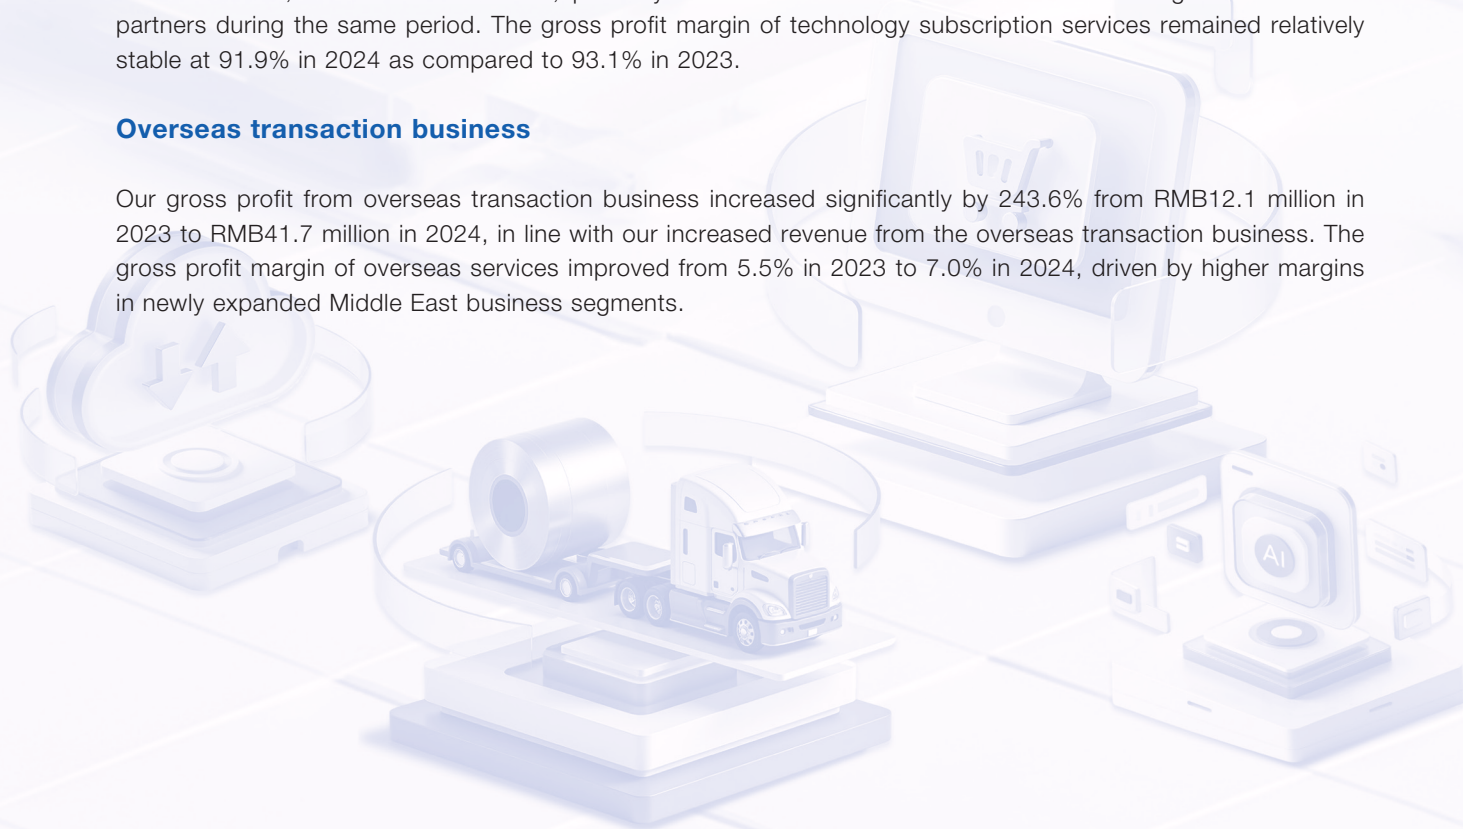 partners during the same period. The gross profit margin of technology subscription services remained relatively
stable at 91.9% in 2024 as compared to 93.1% in 2023.
Overseas transaction business
Our gross profit from overseas transaction business increased significantly by 243.6% from RMB12.1 million in
2023 to RMB41.7 million in 2024, in line with our increased revenue from the overseas transaction business. The
gross profit margin of overseas services improved from 5.5% in 2023 to 7.0% in 2024, driven by higher margins
in newly expanded Middle East business segments.
AI